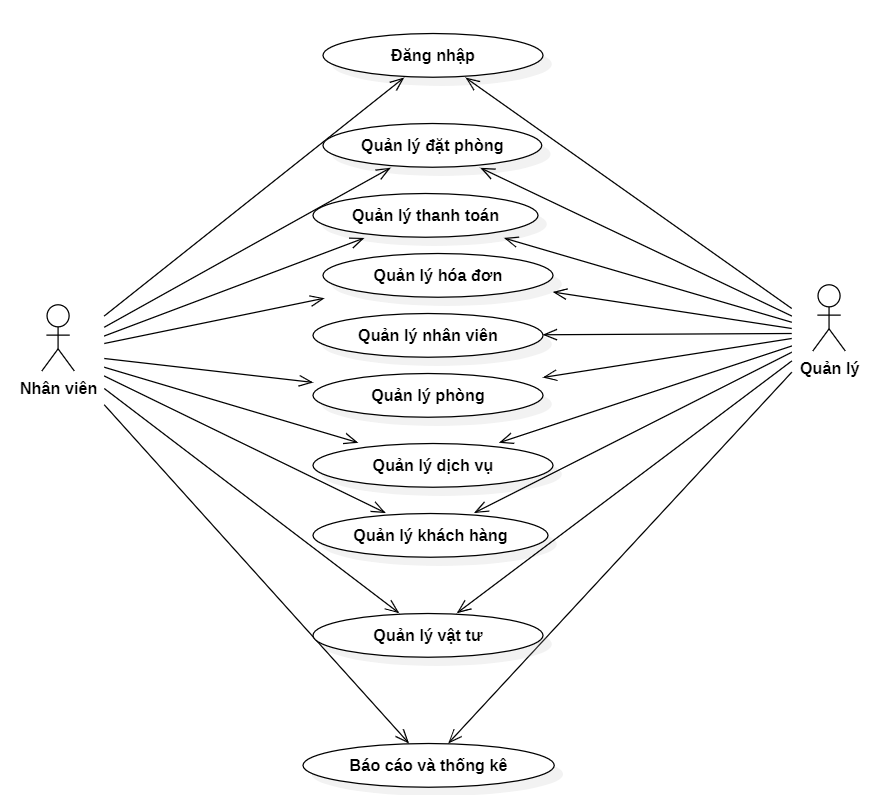 Đăng nhập
Quản lý đặt phòng
Quản lý thanh toán
Quản lý hóa đơn
Quản lý nhân viên
Quản lý phòng
Quản lý dịch vụ
Quản lý khách hàng
Quản lý vật tư
Báo cáo và thống kê
Nhân viên
Quản lý